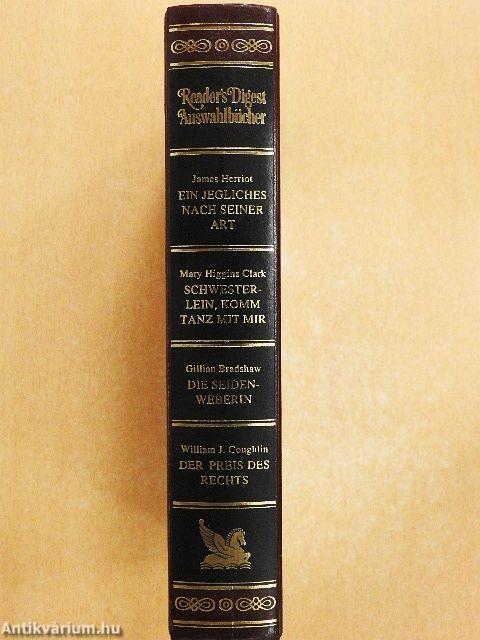 Reader's Digest
Auswahlbücher
James Herriot
EIN JEGLICHES
NACH SEINER
ART
Mary Higgins Clark
SCHWESTER-
LEIN, KOMM
TANZ MIT MIR
Gillian Bradshaw
DIE SEIDEN-
WEBERIN
William J. Coughlin
DER PREIS DES
RECHTS
Antikvárium.hu